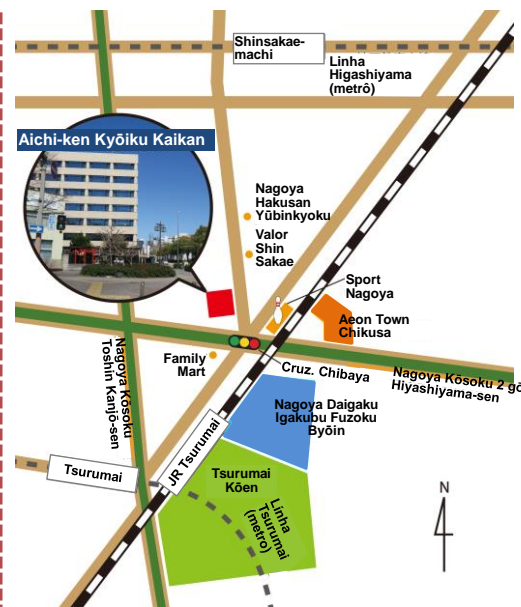 Shinsakae-
machi
Linha
Higashiyama
(metrô)
Aichi-ken Kyōiku Kaikan
Nagoya
Hakusan
Yūbinkyoku
Valor
Shin
Sakae
Sport
Nagoya
Aeon Town
Chikusa
Family
Mart
Cruz. Chibaya
Nagoya Kōsoku 2 gō
Hiyashiyama-sen
Nagoya Kōsoku
Toshin Kanjō-sen
Nagoya Daigaku
Igakubu Fuzoku
Byōin
JR Tsurumai
Tsurumai
Tsurumai
Kōen
Linha
Tsurumai
(metro)
N